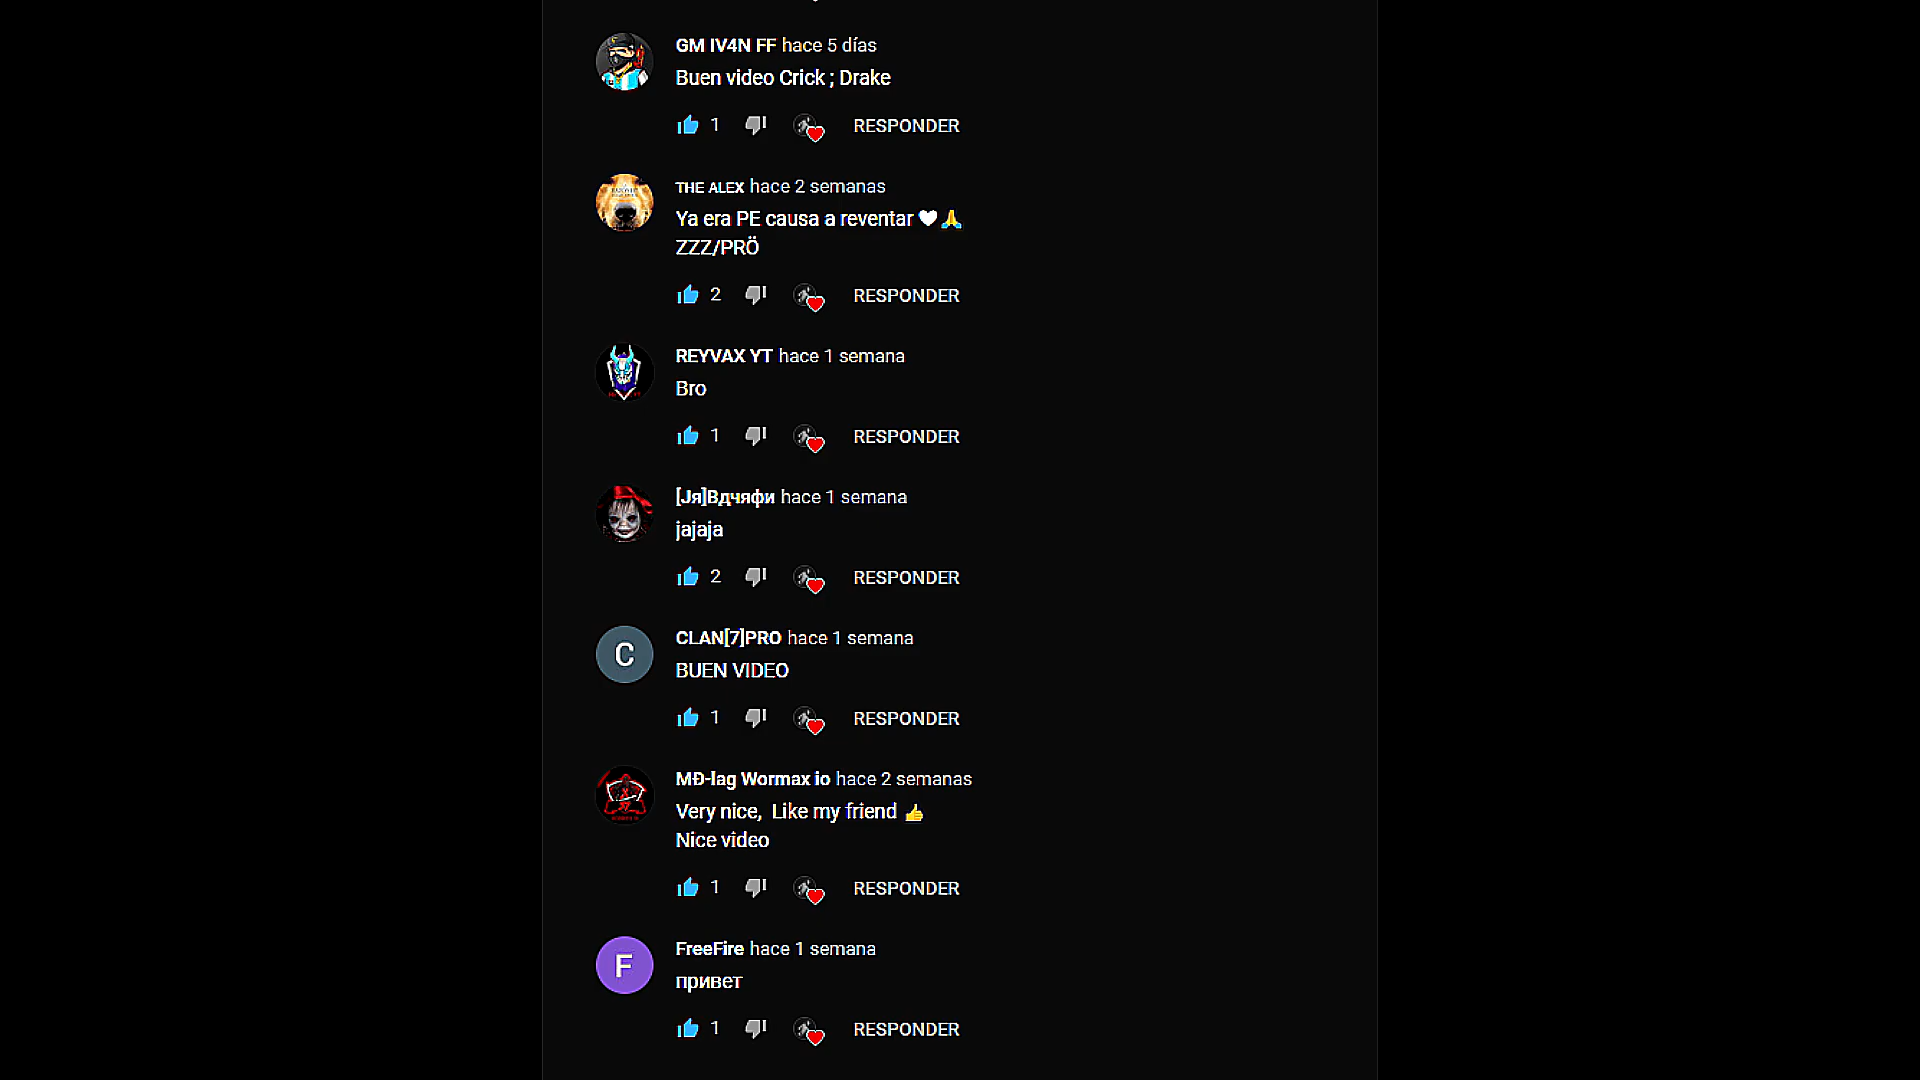 GM IV4N FF hace 5 días
Buen video Crick ; Drake
1 RESPONDER
THE ALEX hace 2 semanas
Ya era PE causa a reventar 🤍🙏
ZZZ/PRÖ
2 RESPONDER
REYVAX YT hace 1 semana
Bro
1 RESPONDER
[Jя]Вдчяфи hace 1 semana
jajaja
2 RESPONDER
C
CLAN[7]PRO hace 1 semana
BUEN VIDEO
1 RESPONDER
MĐ-lag Wormax io hace 2 semanas
Very nice,  Like my friend 👍
Nice video
1 RESPONDER
F
FreeFire hace 1 semana
привет
1 RESPONDER